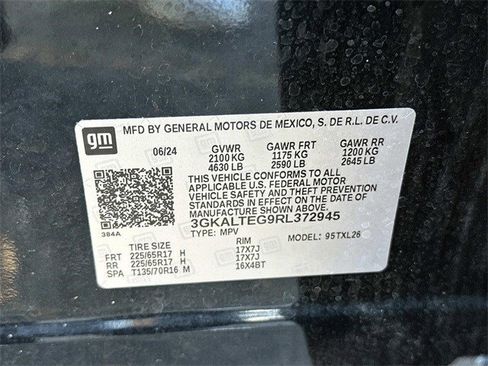 gm
MFD BY GENERAL MOTORS DE MEXICO, S. DE R.L. DE C.V.
06/24 GVWR GAWR FRT GAWR RR
2100 KG 1175 KG 1200 KG
4630 LB 2590 LB 2645 LB
THIS VEHICLE CONFORMS TO ALL
APPLICABLE U.S. FEDERAL MOTOR
VEHICLE SAFETY AND THEFT PREVENTION
STANDARDS IN EFFECT ON THE DATE OF
MANUFACTURE SHOWN ABOVE.
3GKALTEG9RL372945
384A TYPE: MPV MODEL: 95TXL26
TIRE SIZE RIM
FRT 225/65R17 H 17X7J
RR 225/65R17 H 17X7J
SPA T135/70R16 M 16X4BT